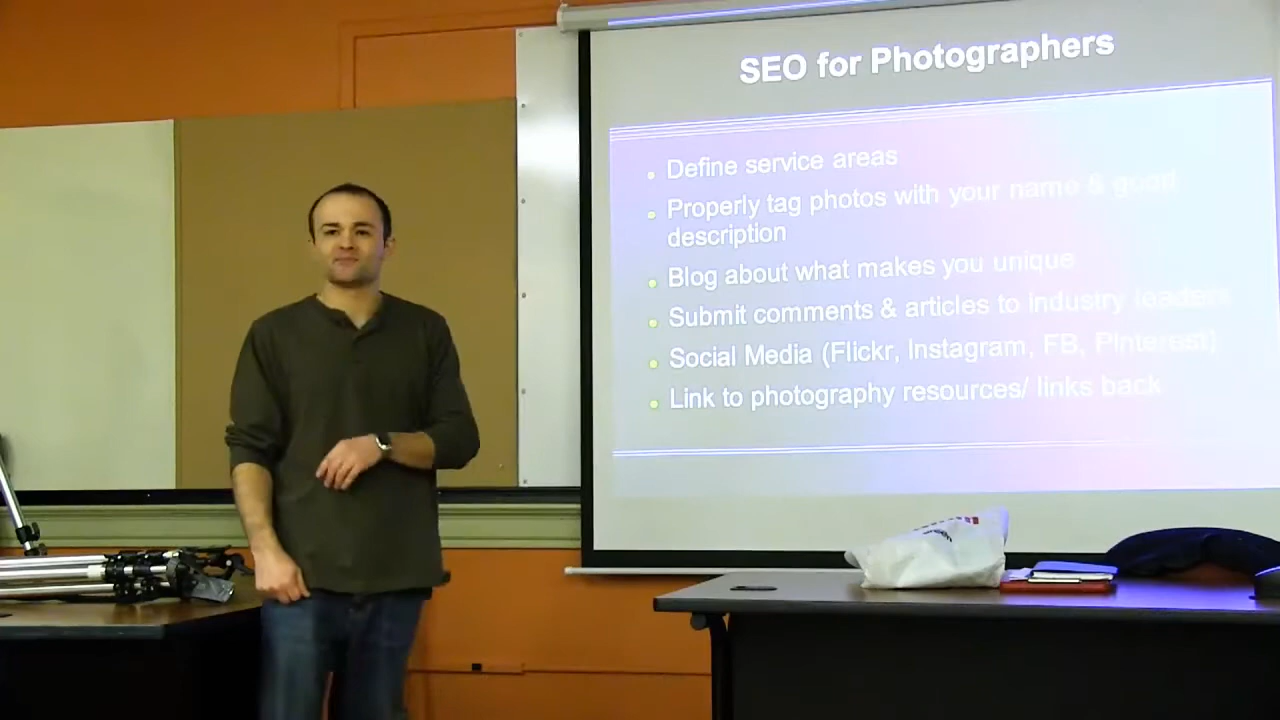 SEO for Photographers
Define service areas
Properly tag photos with your name & good
description
Blog about what makes you unique
Submit comments & articles to industry leaders
Social Media (Flickr, Instagram, FB, Pinterest)
Link to photography resources/ links back